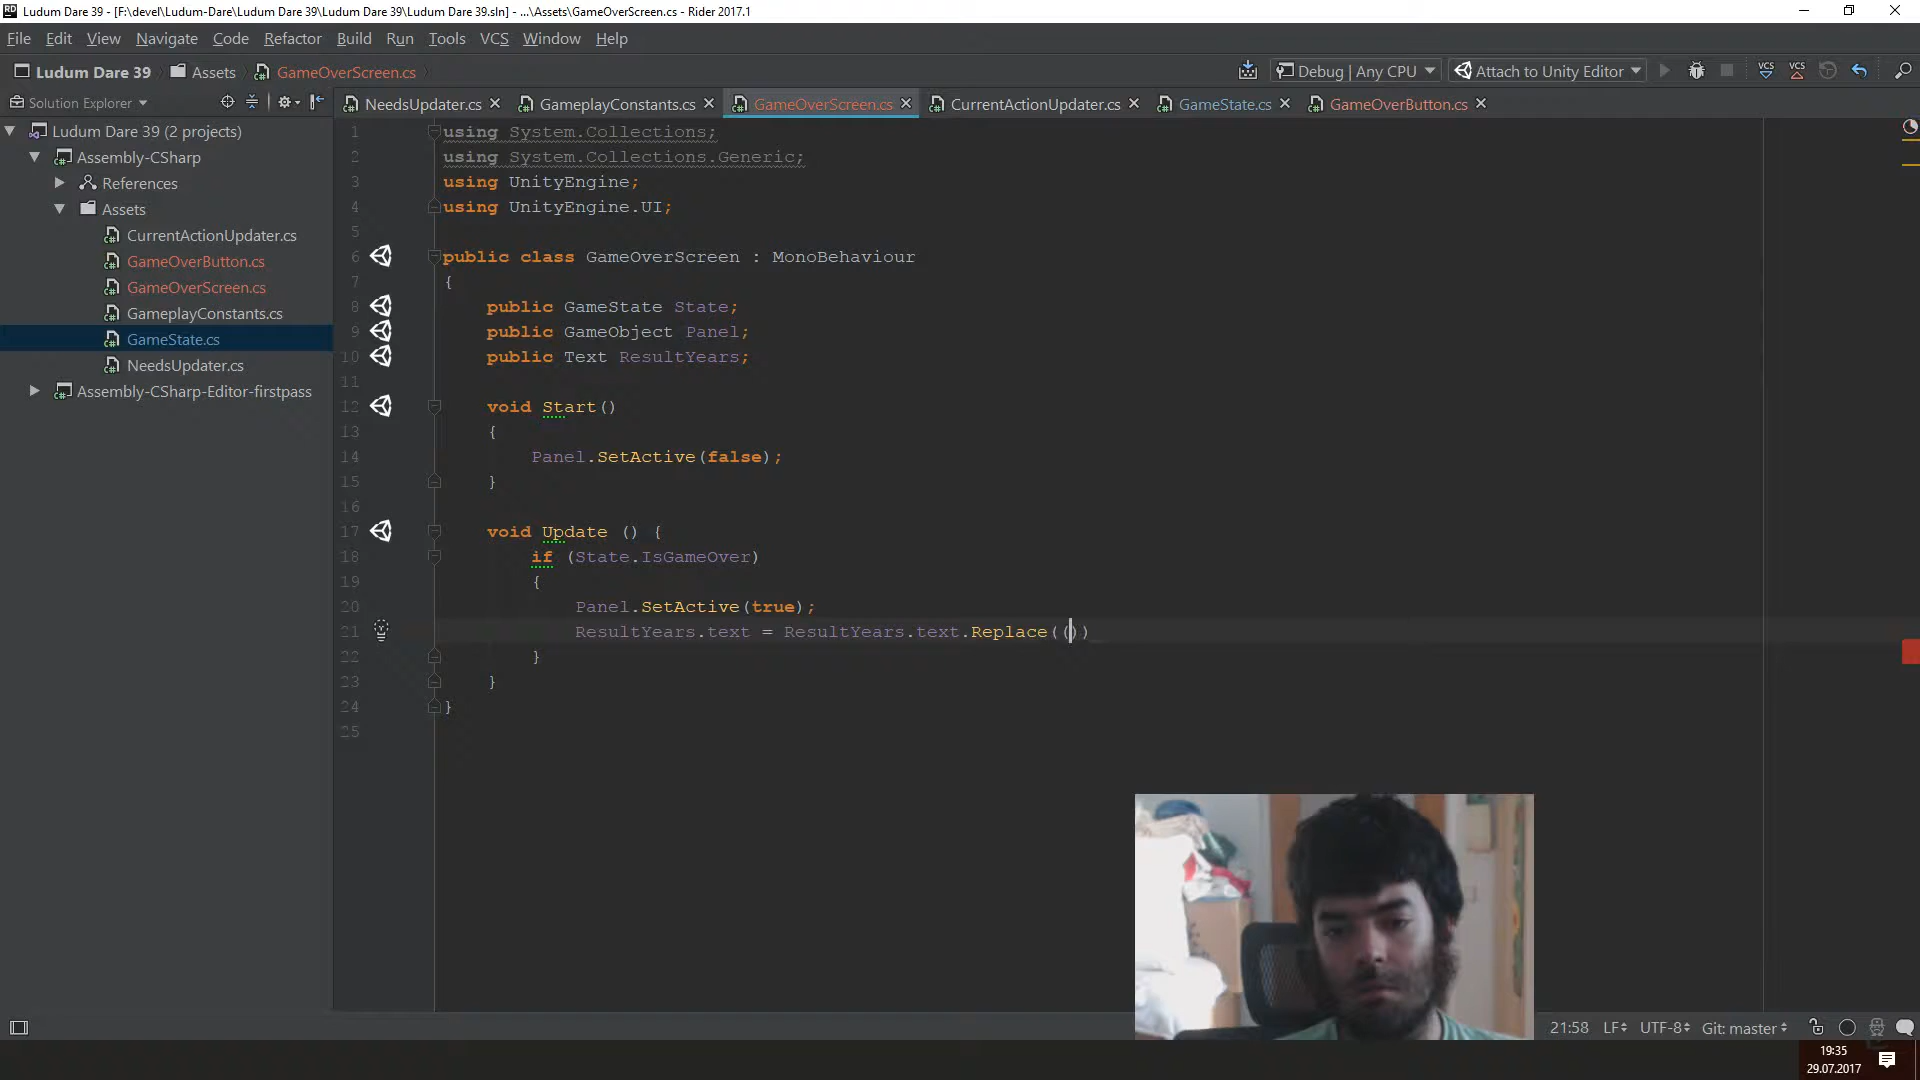 Ludum Dare 39 - [F:\devel\Ludum-Dare\Ludum Dare 39\Ludum Dare 39\Ludum Dare 39.sln] - ...\Assets\GameOverScreen.cs - Rider 2017.1
File Edit View Navigate Code Refactor Build Run Tools VCS Window Help
Ludum Dare 39 Assets GameOverScreen.cs Debug | Any CPU Attach to Unity Editor VCS VCS
Solution Explorer NeedsUpdater.cs GameplayConstants.cs GameOverScreen.cs CurrentActionUpdater.cs GameState.cs GameOverButton.cs
Ludum Dare 39 (2 projects)
Assembly-CSharp
References
Assets
CurrentActionUpdater.cs
GameOverButton.cs
GameOverScreen.cs
GameplayConstants.cs
GameState.cs
NeedsUpdater.cs
Assembly-CSharp-Editor-firstpass
1 using System.Collections;
2 using System.Collections.Generic;
3 using UnityEngine;
4 using UnityEngine.UI;
5
6 public class GameOverScreen : MonoBehaviour
7 {
8 public GameState State;
9 public GameObject Panel;
10 public Text ResultYears;
11
12 void Start()
13 {
14 Panel.SetActive(false);
15 }
16
17 void Update () {
18 if (State.IsGameOver)
19 {
20 Panel.SetActive(true);
21 ResultYears.text = ResultYears.text.Replace(())
22 }
23 }
24 }
25
21:58 LF UTF-8 Git: master
19:35
29.07.2017